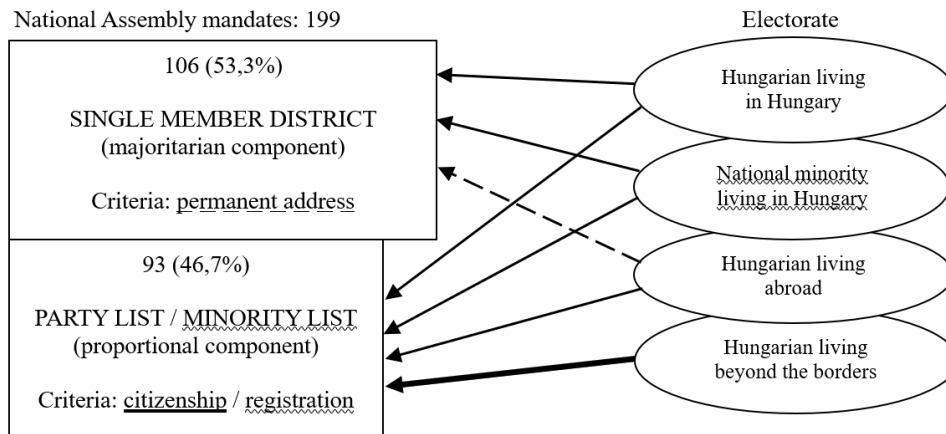 National Assembly mandates: 199
106 (53,3%)
SINGLE MEMBER DISTRICT
(majoritarian component)
Criteria: permanent address
93 (46,7%)
PARTY LIST / MINORITY LIST
(proportional component)
Criteria: citizenship / registration
Electorate
Hungarian living
in Hungary
National minority
living in Hungary
Hungarian living
abroad
Hungarian living
beyond the borders